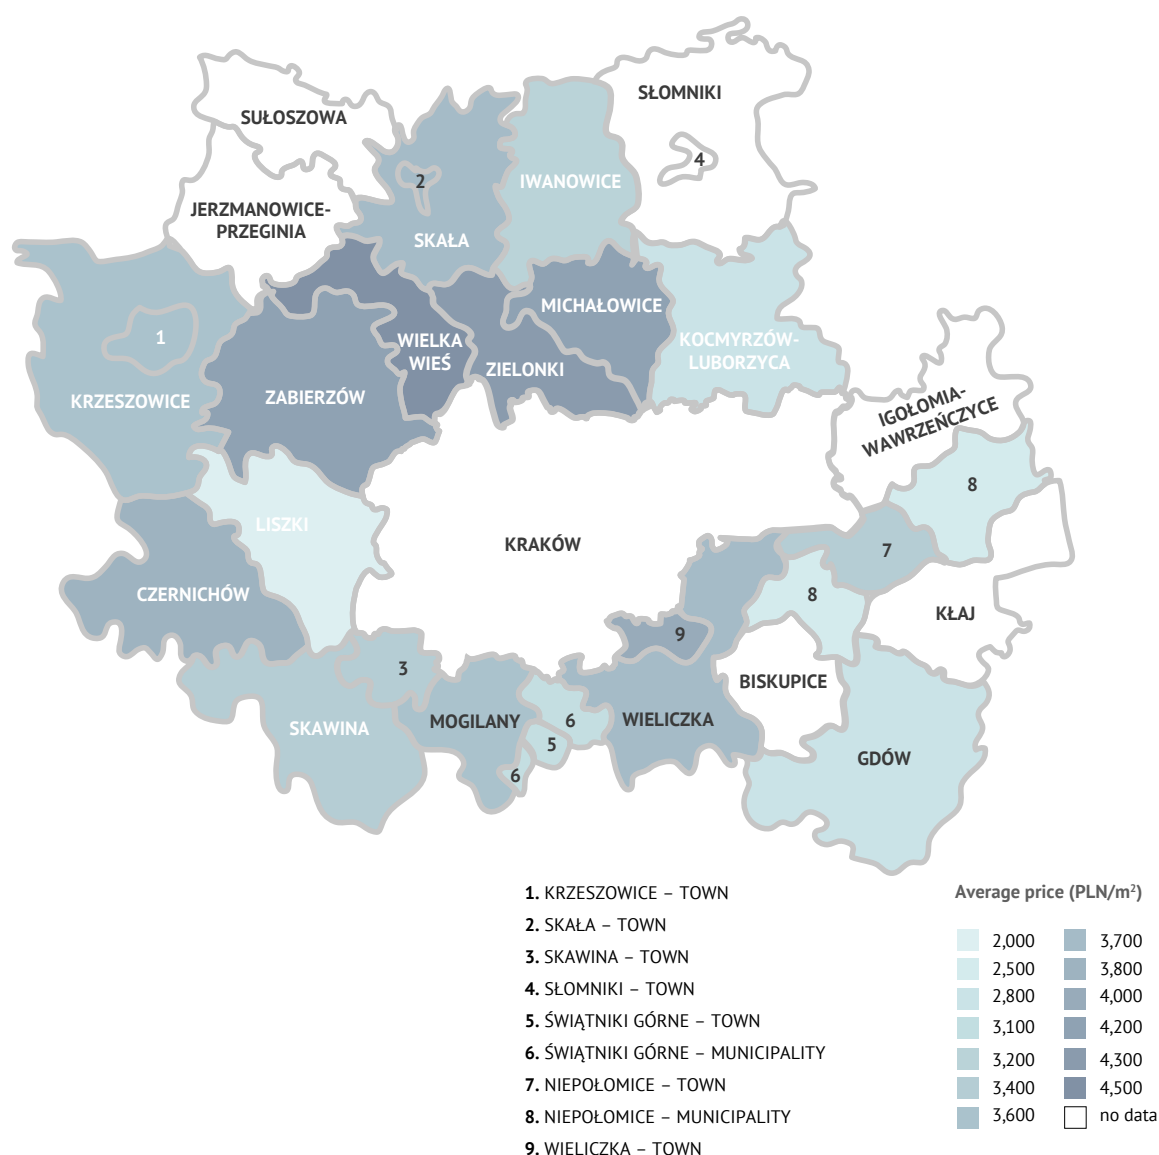 SUŁOSZOWA
SŁOMNIKI
4
2
IWANOWICE
JERZMANOWICE-
PRZEGINIA
SKAŁA
MICHAŁOWICE
1
WIELKA
WIEŚ
KOCMYRZÓW-
LUBORZYCA
ZIELONKI
KRZESZOWICE
ZABIERZÓW
IGOŁOMIA-
WAWRZEŃCZYCE
8
LISZKI
KRAKÓW
7
CZERNICHÓW
8
KŁAJ
9
3
BISKUPICE
SKAWINA
MOGILANY
6
WIELICZKA
5
6
GDÓW
1. KRZESZOWICE – TOWN
2. SKAŁA – TOWN
3. SKAWINA – TOWN
4. SŁOMNIKI – TOWN
5. ŚWIĄTNIKI GÓRNE – TOWN
6. ŚWIĄTNIKI GÓRNE – MUNICIPALITY
7. NIEPOŁOMICE – TOWN
8. NIEPOŁOMICE – MUNICIPALITY
9. WIELICZKA – TOWN
Average price (PLN/m²)
2,000
2,500
2,800
3,100
3,200
3,400
3,600
3,700
3,800
4,000
4,200
4,300
4,500
no data